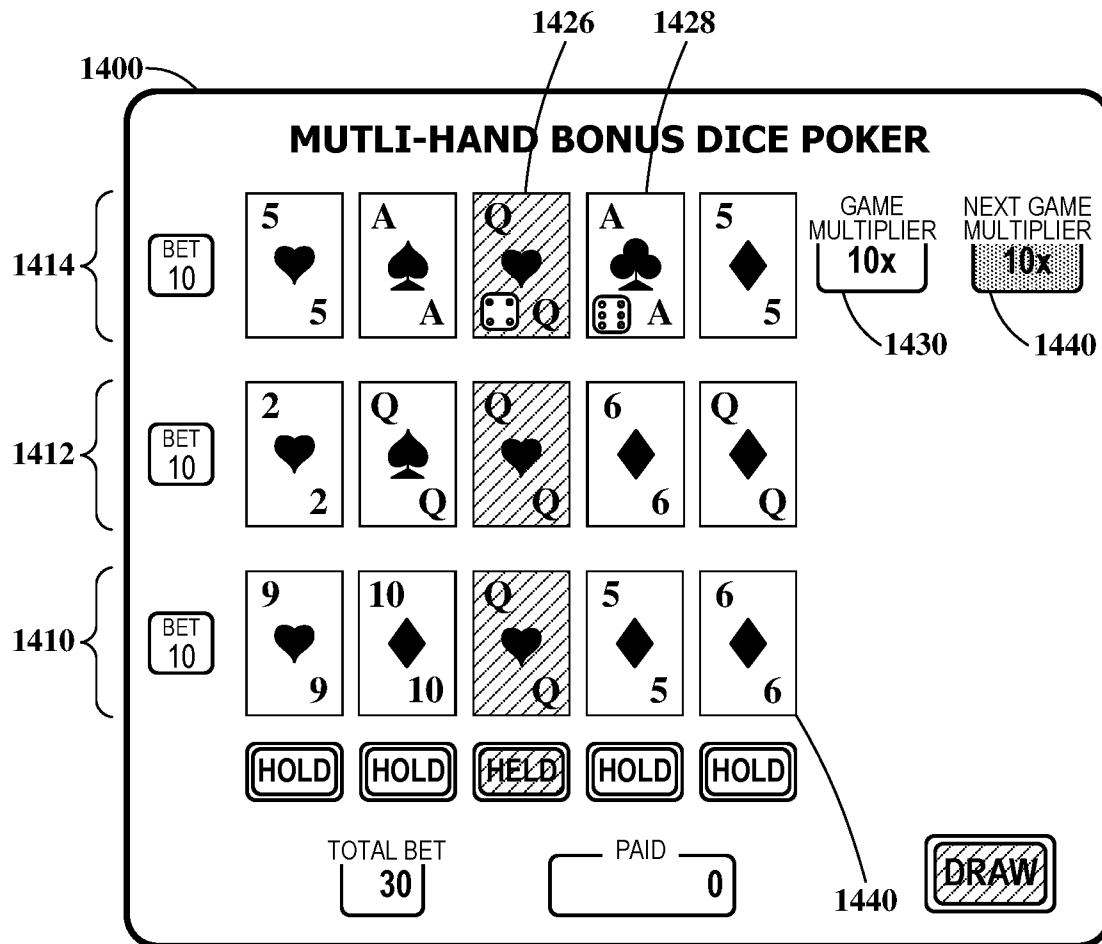 1426 1428
1400
MUTLI-HAND BONUS DICE POKER
5 A Q A 5
GAME MULTIPLIER
NEXT GAME MULTIPLIER
10x 10x
1414
BET
10
5 A Q A 5
1430 1440
2 Q Q 6 Q
1412
BET
10
2 Q Q 6 Q
9 10 Q 5 6
1410
BET
10
9 10 Q 5 6
HOLD HOLD HELD HOLD HOLD
TOTAL BET
30
PAID
0
DRAW
1440